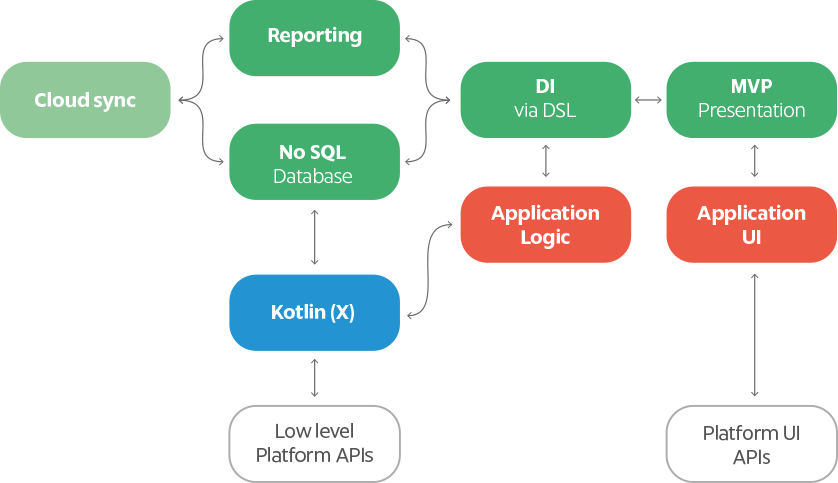 Reporting
Cloud sync
DI
via DSL
MVP
Presentation
No SQL
Database
Application
Logic
Application
UI
Kotlin (X)
Low level
Platform APIs
Platform UI
APIs